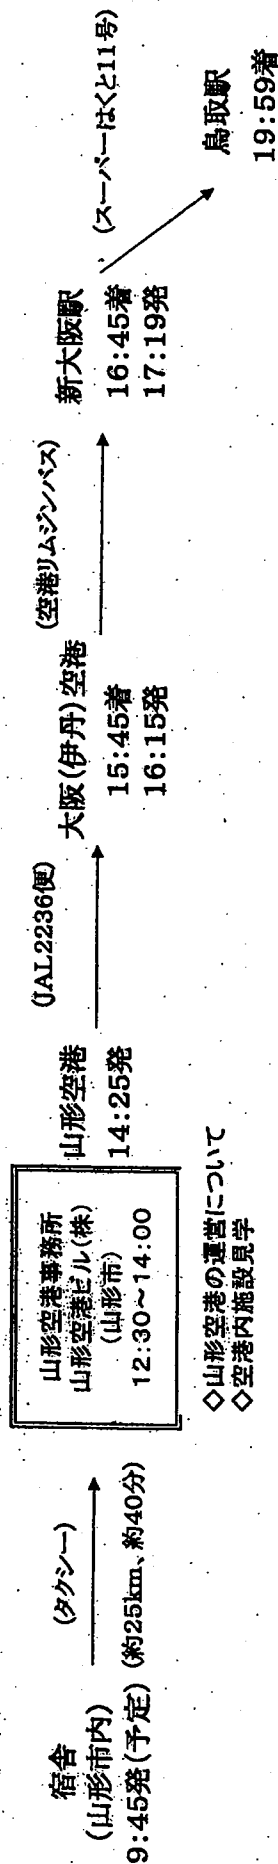 宿舎
(山形市内)
9:45発(予定)
(タクシー)
(約25km、約40分)
山形空港事務所
山形空港ビル(株)
(山形市)
12:30~14:00
◇山形空港の運営について
◇空港内施設見学
山形空港
14:25発
(JAL2236便)
大阪(伊丹)空港
15:45着
16:15発
(空港リムジンバス)
新大阪駅
16:45着
17:19発
(スーパーはくと11号)
鳥取駅
19:59着